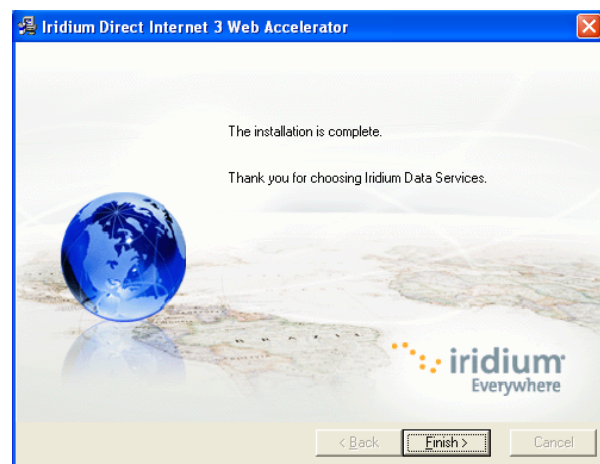 Iridium Direct Internet 3 Web Accelerator
The installation is complete.
Thank you for choosing Iridium Data Services.
BRAZIL
iridium
Everywhere
< Back
Finish >
Cancel